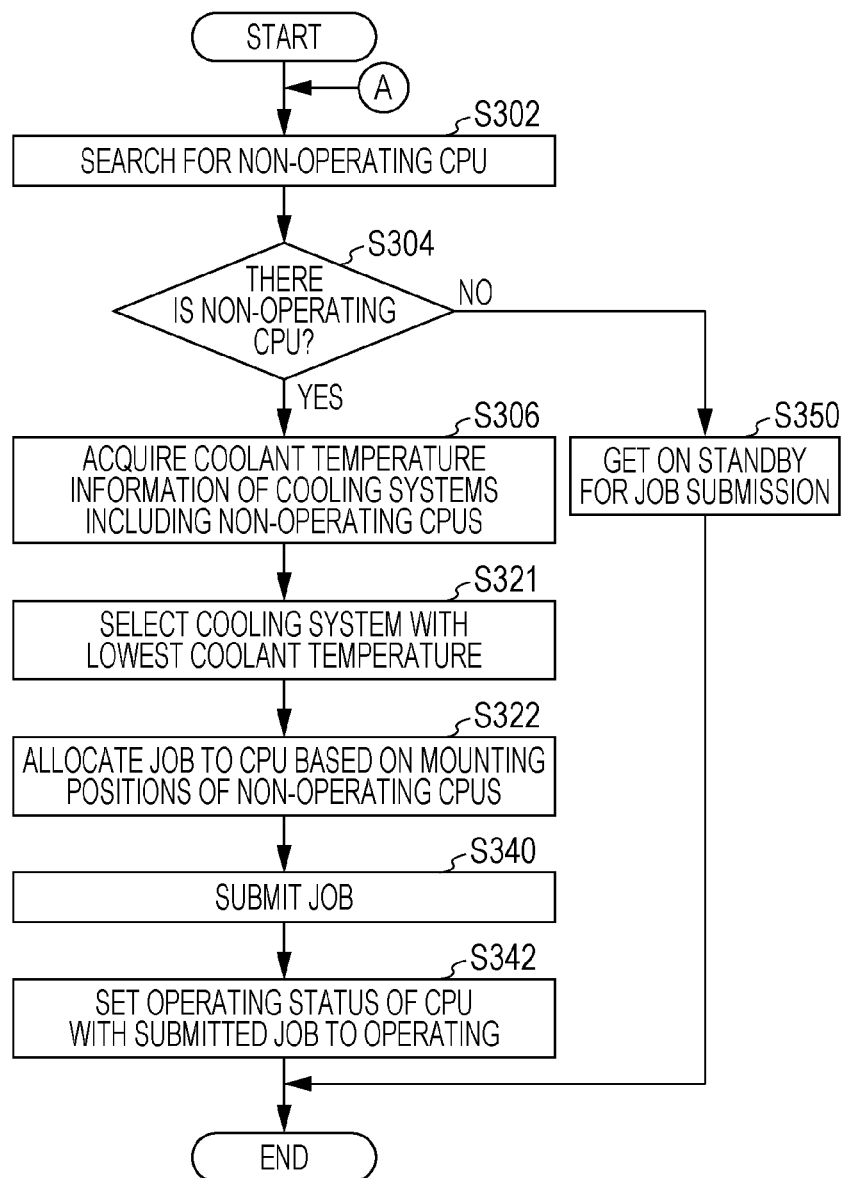 START
A
S302
SEARCH FOR NON-OPERATING CPU
S304
THERE
IS NON-OPERATING
CPU?
NO
YES
S306
ACQUIRE COOLANT TEMPERATURE
INFORMATION OF COOLING SYSTEMS
INCLUDING NON-OPERATING CPUS
S350
GET ON STANDBY
FOR JOB SUBMISSION
S321
SELECT COOLING SYSTEM WITH
LOWEST COOLANT TEMPERATURE
S322
ALLOCATE JOB TO CPU BASED ON MOUNTING
POSITIONS OF NON-OPERATING CPUS
S340
SUBMIT JOB
S342
SET OPERATING STATUS OF CPU
WITH SUBMITTED JOB TO OPERATING
END